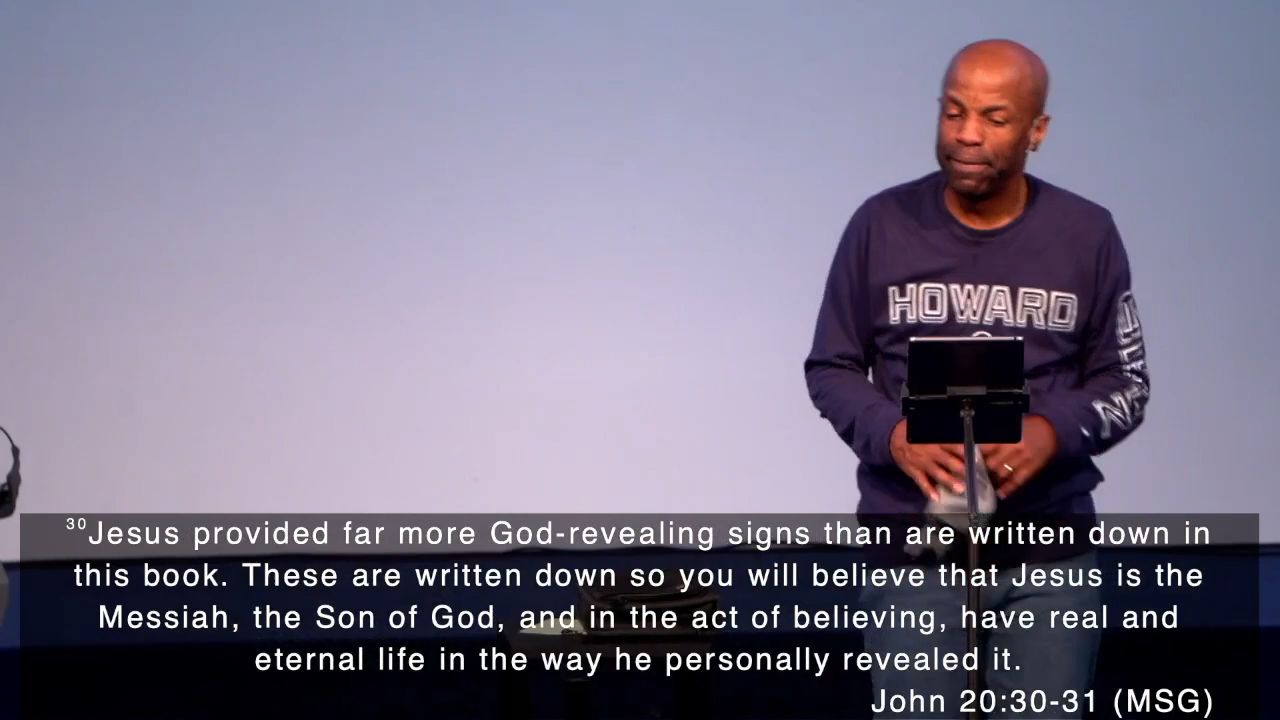 HOWARD
³⁰Jesus provided far more God-revealing signs than are written down in
this book. These are written down so you will believe that Jesus is the
Messiah, the Son of God, and in the act of believing, have real and
eternal life in the way he personally revealed it.
John 20:30-31 (MSG)